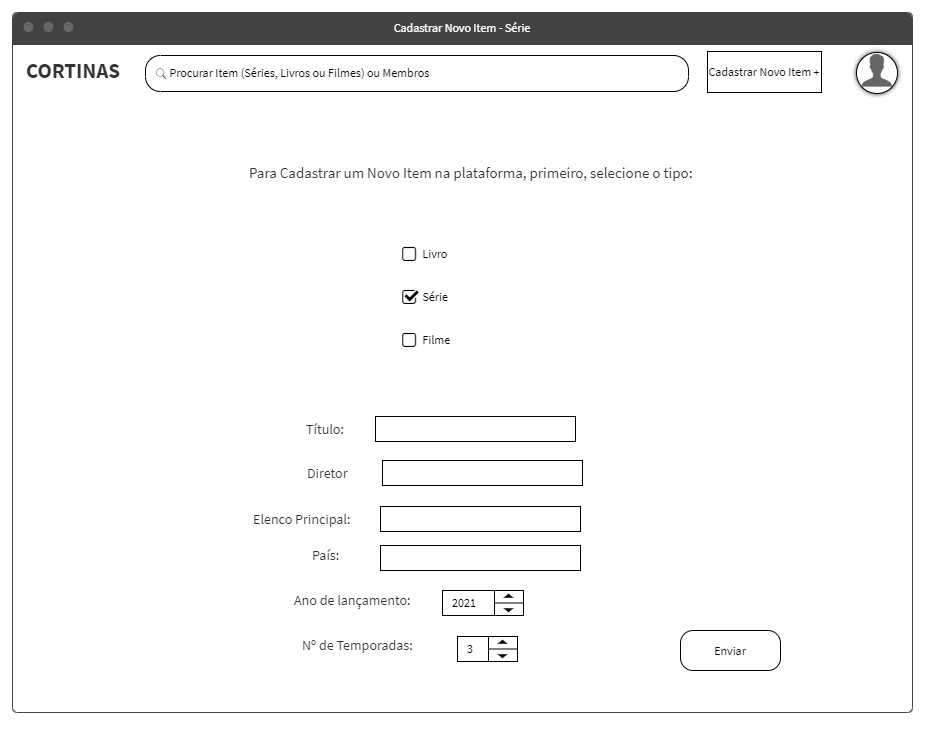 Cadastrar Novo Item - Série
CORTINAS
Procurar Item (Séries, Livros ou Filmes) ou Membros
Cadastrar Novo Item +
Para Cadastrar um Novo Item na plataforma, primeiro, selecione o tipo:
Livro
Série
Filme
Título:
Diretor
Elenco Principal:
País:
Ano de lançamento: 2021
Nº de Temporadas: 3
Enviar